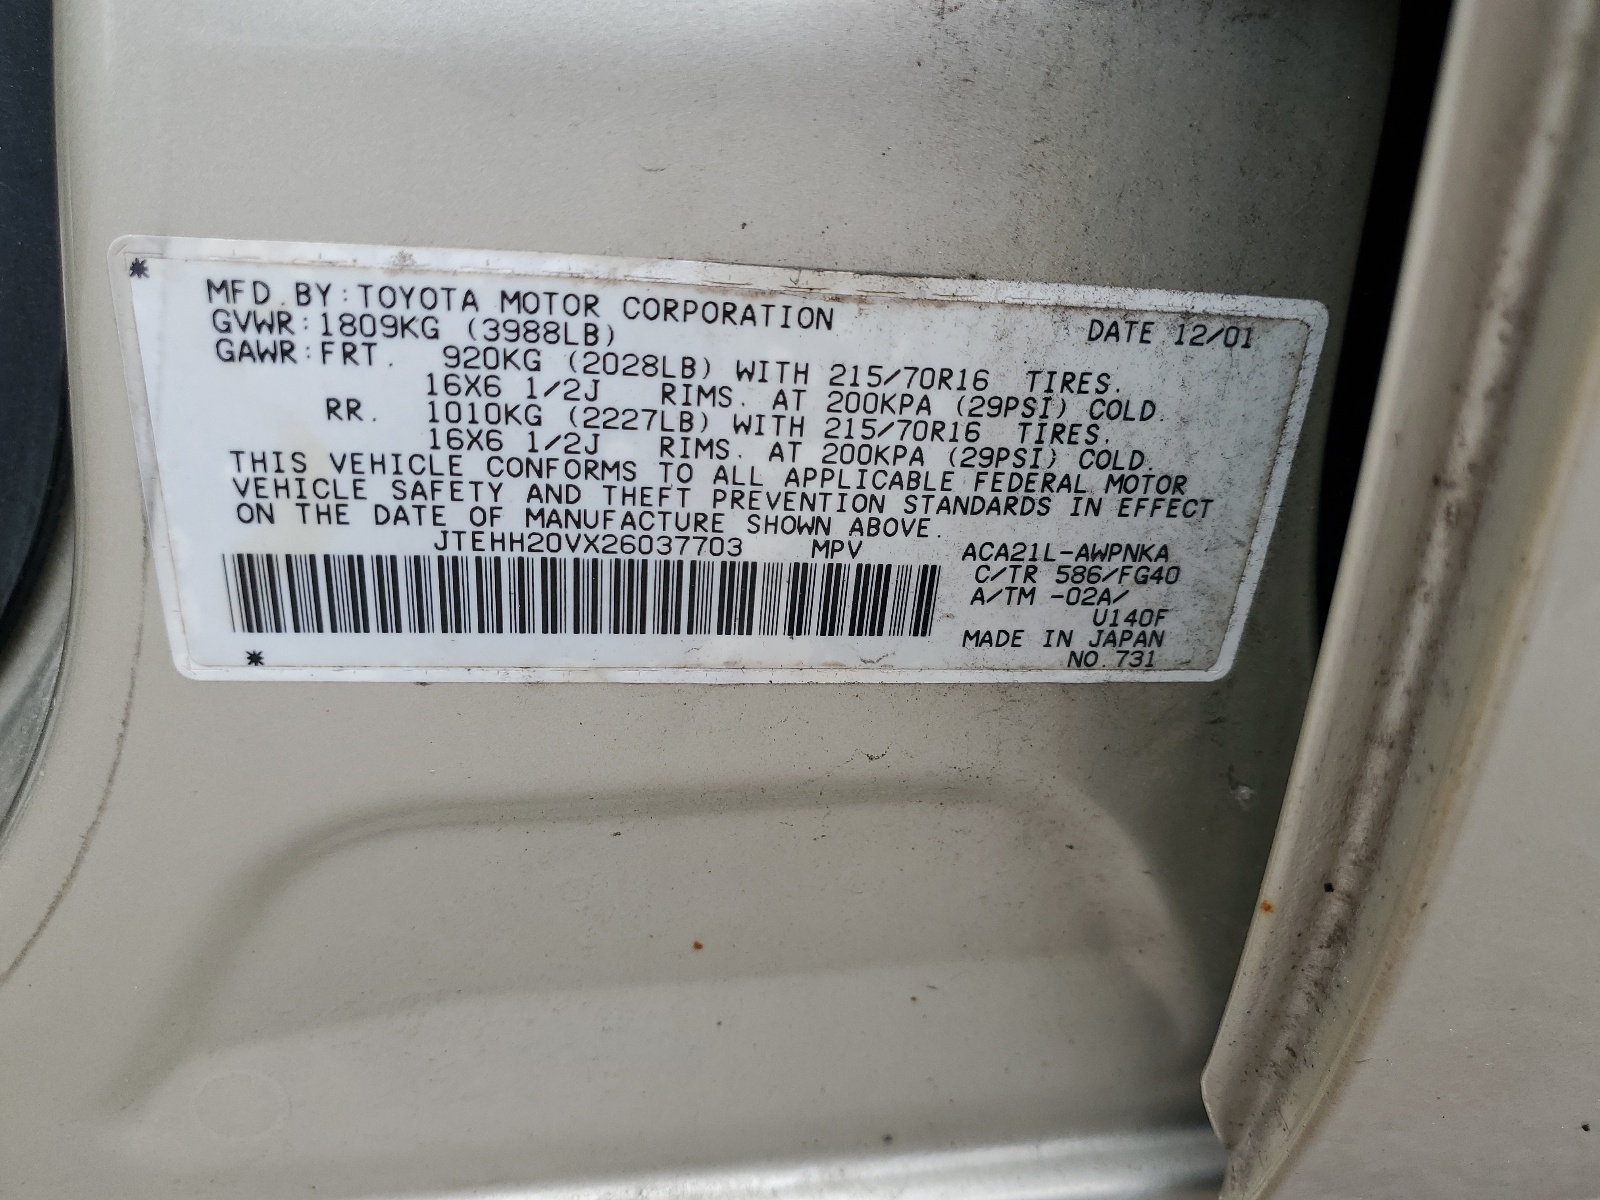 MFD.BY:TOYOTA MOTOR CORPORATION DATE 12/01
GVWR:1809KG (3988LB)
GAWR:FRT. 920KG (2028LB) WITH 215/70R16 TIRES.
16X6 1/2J RIMS. AT 200KPA (29PSI) COLD.
RR. 1010KG (2227LB) WITH 215/70R16 TIRES.
16X6 1/2J RIMS. AT 200KPA (29PSI) COLD.
THIS VEHICLE CONFORMS TO ALL APPLICABLE FEDERAL MOTOR
VEHICLE SAFETY AND THEFT PREVENTION STANDARDS IN EFFECT
ON THE DATE OF MANUFACTURE SHOWN ABOVE.
JTEHH20VX26037703 MPV ACA21L-AWPNKA
C/TR 586/FG40
A/TM -02A/
U140F
MADE IN JAPAN
NO.731